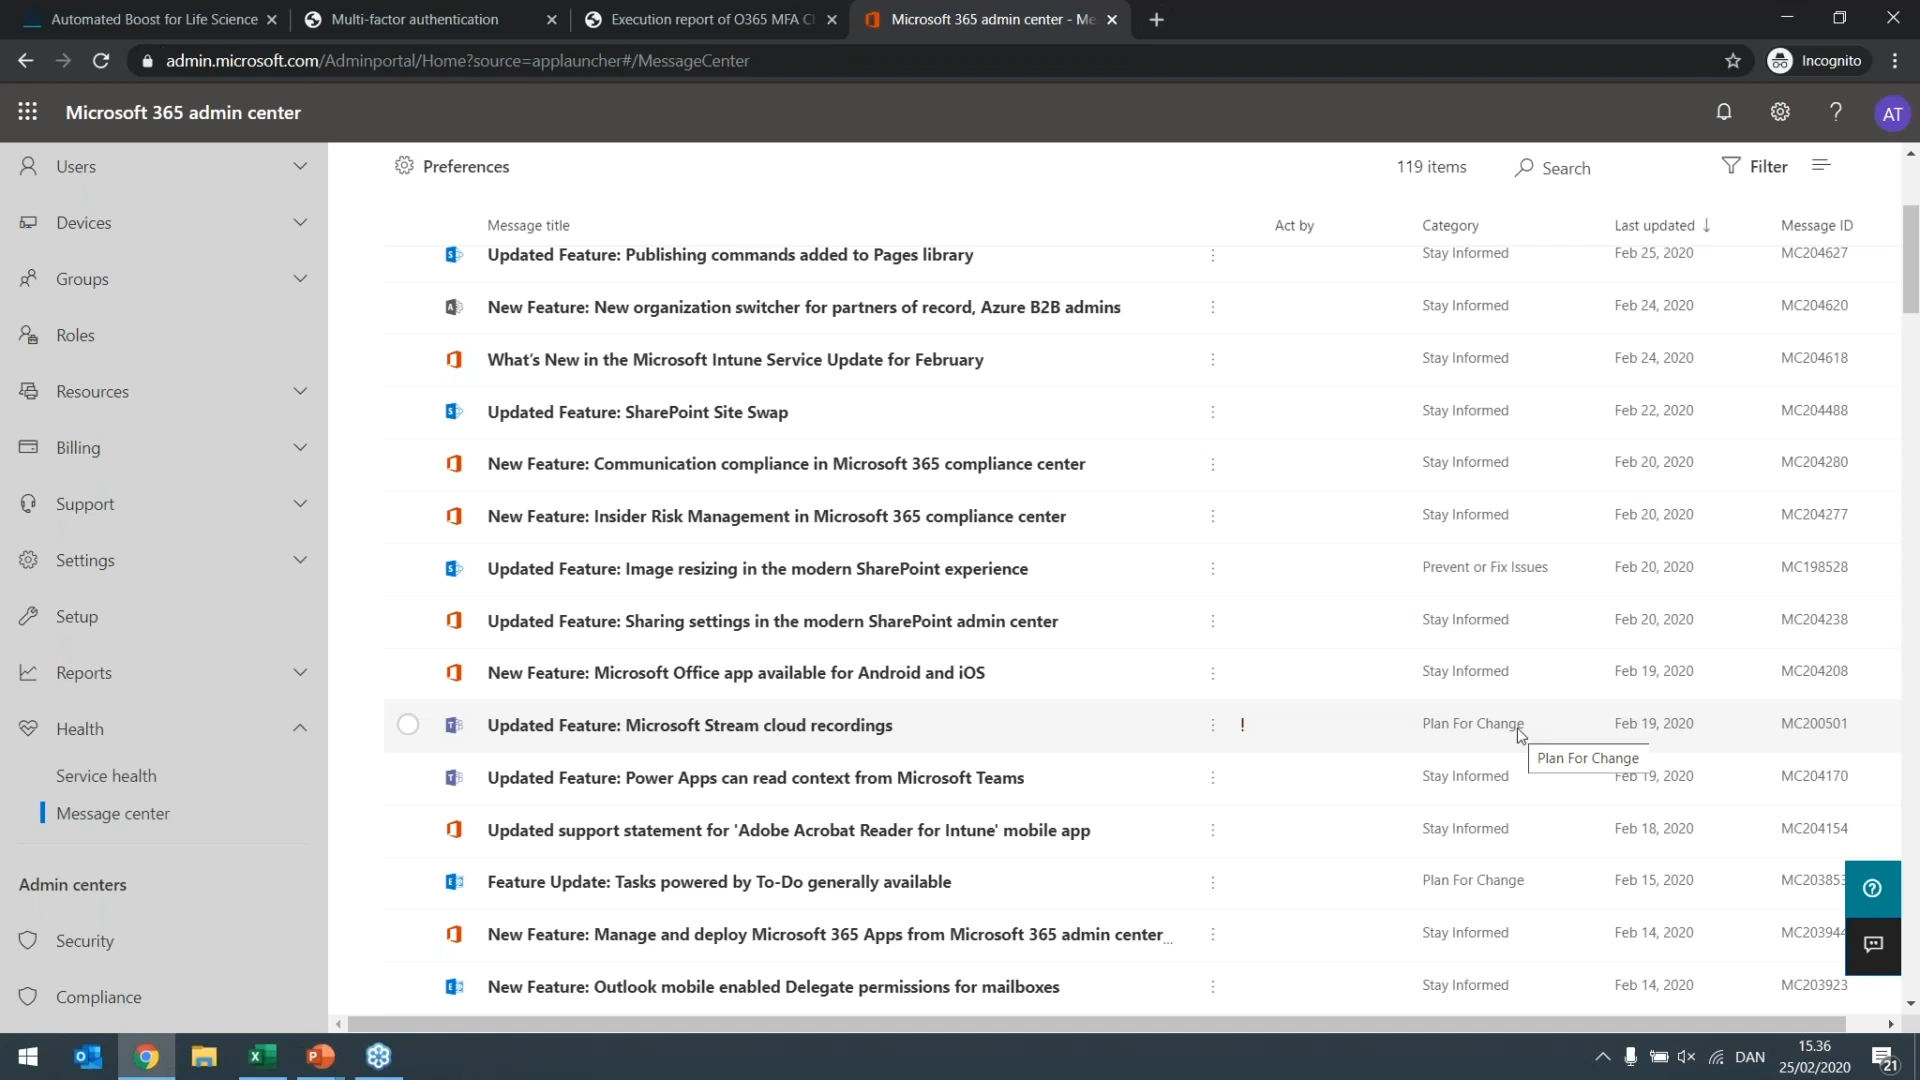 Automated Boost for Life Science
Multi-factor authentication
Execution report of O365 MFA C
Microsoft 365 admin center - Me
admin.microsoft.com/Adminportal/Home?source=applauncher#/MessageCenter
Incognito
Microsoft 365 admin center
AT
Users
Devices
Groups
Roles
Resources
Billing
Support
Settings
Setup
Reports
Health
Service health
Message center
Admin centers
Security
Compliance
Preferences
119 items
Search
Filter
Message title Act by Category Last updated ↓ Message ID
Updated Feature: Publishing commands added to Pages library Stay Informed Feb 25, 2020 MC204627
New Feature: New organization switcher for partners of record, Azure B2B admins Stay Informed Feb 24, 2020 MC204620
What's New in the Microsoft Intune Service Update for February Stay Informed Feb 24, 2020 MC204618
Updated Feature: SharePoint Site Swap Stay Informed Feb 22, 2020 MC204488
New Feature: Communication compliance in Microsoft 365 compliance center Stay Informed Feb 20, 2020 MC204280
New Feature: Insider Risk Management in Microsoft 365 compliance center Stay Informed Feb 20, 2020 MC204277
Updated Feature: Image resizing in the modern SharePoint experience Prevent or Fix Issues Feb 20, 2020 MC198528
Updated Feature: Sharing settings in the modern SharePoint admin center Stay Informed Feb 20, 2020 MC204238
New Feature: Microsoft Office app available for Android and iOS Stay Informed Feb 19, 2020 MC204208
Updated Feature: Microsoft Stream cloud recordings ! Plan For Change Feb 19, 2020 MC200501
Plan For Change
Updated Feature: Power Apps can read context from Microsoft Teams Stay Informed Feb 19, 2020 MC204170
Updated support statement for 'Adobe Acrobat Reader for Intune' mobile app Stay Informed Feb 18, 2020 MC204154
Feature Update: Tasks powered by To-Do generally available Plan For Change Feb 15, 2020 MC203853
New Feature: Manage and deploy Microsoft 365 Apps from Microsoft 365 admin center... Stay Informed Feb 14, 2020 MC203944
New Feature: Outlook mobile enabled Delegate permissions for mailboxes Stay Informed Feb 14, 2020 MC203923
DAN
15.36
25/02/2020
21